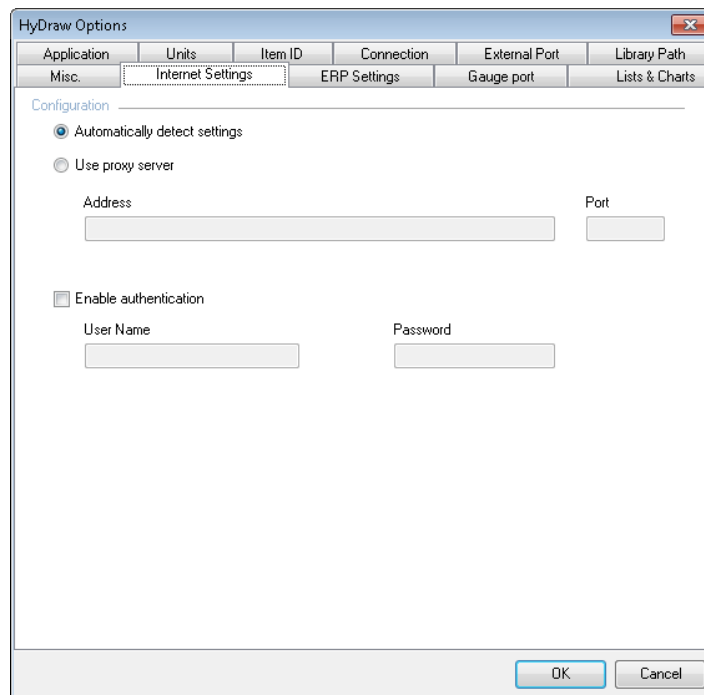 HyDraw Options
Application Units Item ID Connection External Port Library Path
Misc. Internet Settings ERP Settings Gauge port Lists & Charts
Configuration
Automatically detect settings
Use proxy server
Address Port
Enable authentication
User Name Password
OK Cancel